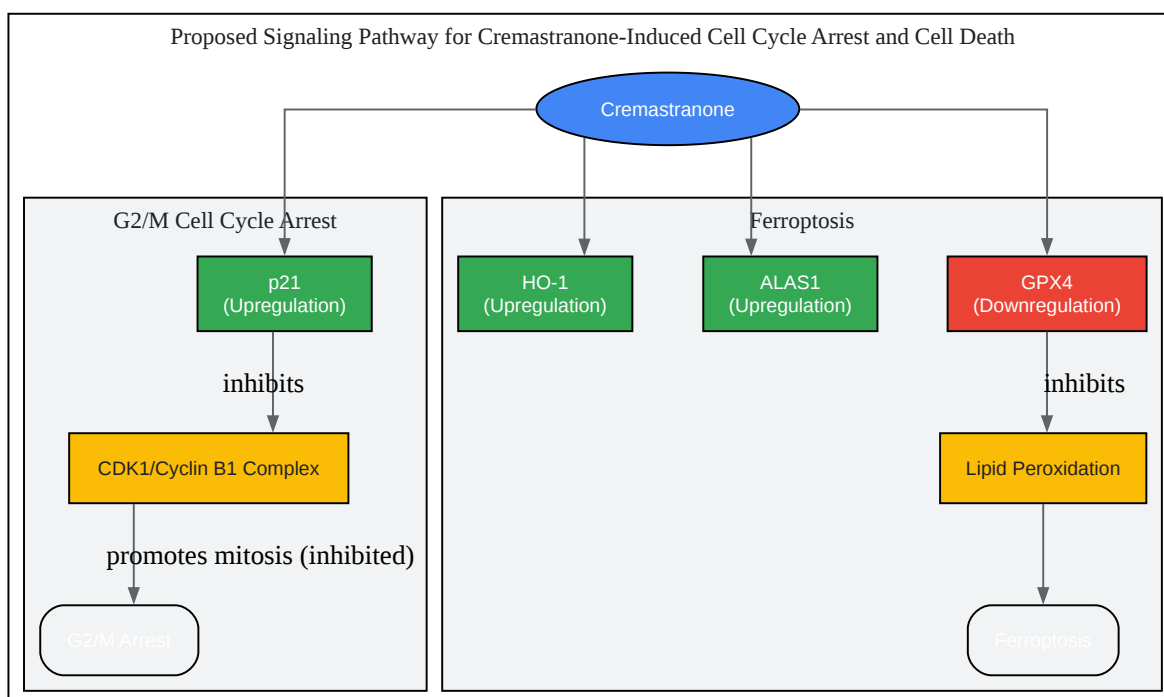 Proposed Signaling Pathway for Cremastranone-Induced Cell Cycle Arrest and Cell Death
Cremastranone
G2/M Cell Cycle Arrest
Ferroptosis
p21
(Upregulation)
HO-1
(Upregulation)
ALAS1
(Upregulation)
GPX4
(Downregulation)
inhibits
inhibits
CDK1/Cyclin B1 Complex
Lipid Peroxidation
promotes mitosis (inhibited)
G2/M Arrest
Ferroptosis